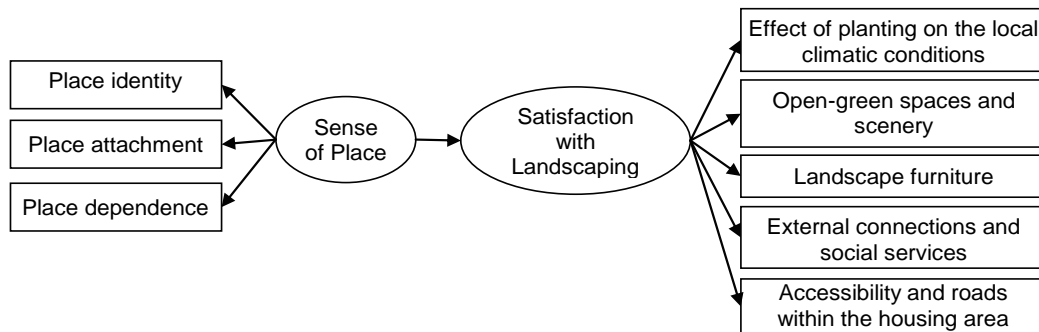 Place identity
Place attachment
Place dependence
Sense
of Place
Satisfaction
with
Landscaping
Effect of planting on the local
climatic conditions
Open-green spaces and
scenery
Landscape furniture
External connections and
social services
Accessibility and roads
within the housing area